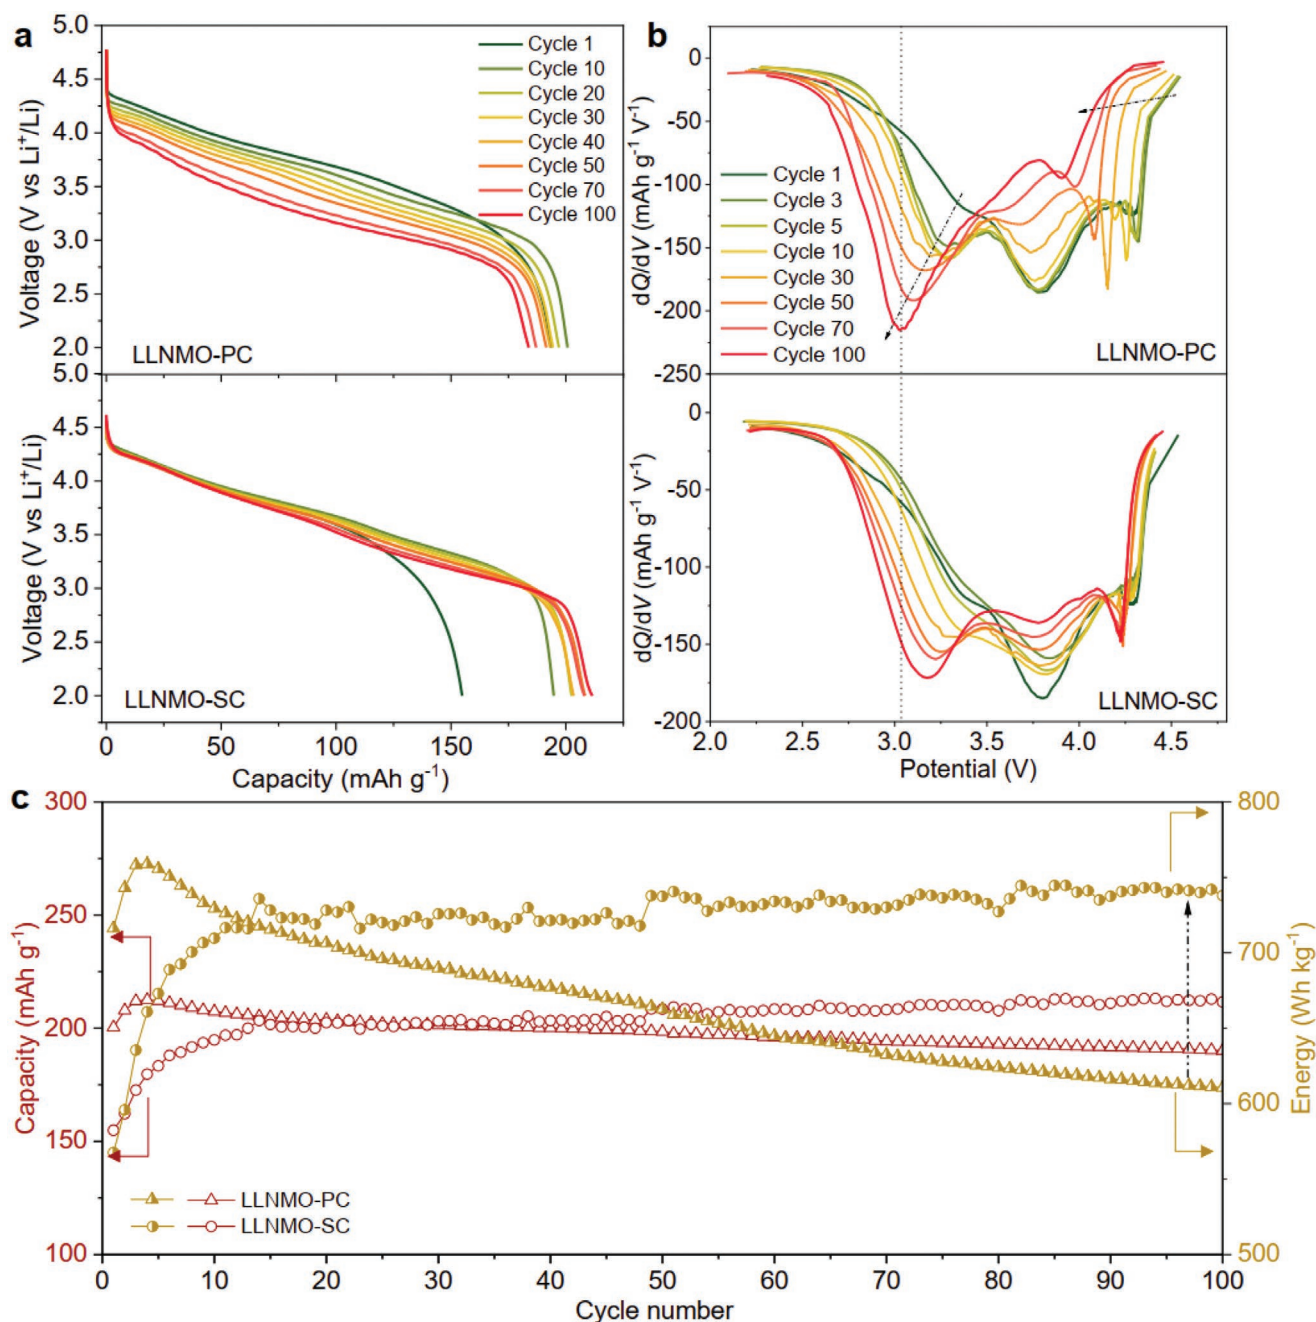 a
5.0
4.5
4.0
3.5
3.0
2.5
2.0
Voltage (V vs Li⁺/Li)
Cycle 1
Cycle 10
Cycle 20
Cycle 30
Cycle 40
Cycle 50
Cycle 70
Cycle 100
LLNMO-PC
5.0
4.5
4.0
3.5
3.0
2.5
2.0
Voltage (V vs Li⁺/Li)
LLNMO-SC
0 50 100 150 200
Capacity (mAh g⁻¹)
b
0
-50
-100
-150
-200
-250
dQ/dV (mAh g⁻¹ V⁻¹)
Cycle 1
Cycle 3
Cycle 5
Cycle 10
Cycle 30
Cycle 50
Cycle 70
Cycle 100
LLNMO-PC
0
-50
-100
-150
-200
dQ/dV (mAh g⁻¹ V⁻¹)
LLNMO-SC
2.0 2.5 3.0 3.5 4.0 4.5
Potential (V)
c
300
250
200
150
100
Capacity (mAh g⁻¹)
LLNMO-PC
LLNMO-SC
800
700
600
500
Energy (Wh kg⁻¹)
0 10 20 30 40 50 60 70 80 90 100
Cycle number